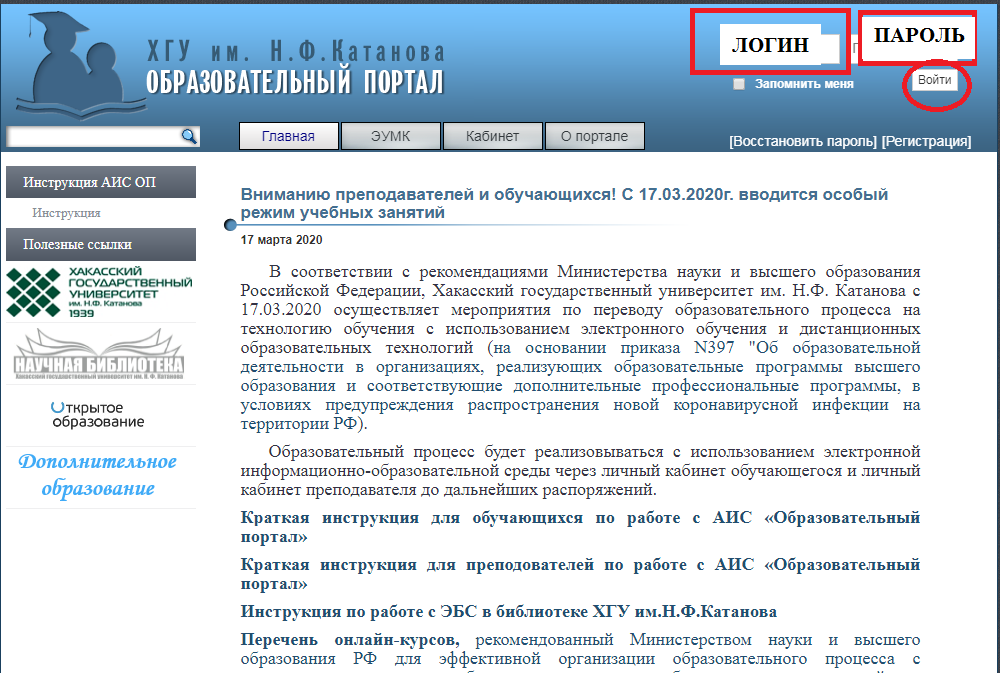 ХГУ им. Н.Ф.Катанова
ОБРАЗОВАТЕЛЬНЫЙ ПОРТАЛ
ЛОГИН
ПАРОЛЬ
Запомнить меня
Войти
Главная
ЭУМК
Кабинет
О портале
[Восстановить пароль] [Регистрация]
Инструкция АИС ОП
Инструкция
Полезные ссылки
ХАКАССКИЙ
ГОСУДАРСТВЕННЫЙ
УНИВЕРСИТЕТ
им. Н.Ф. Катанова
1939
НАУЧНАЯ БИБЛИОТЕКА
Хакасский государственный университет им. Н. Ф. Катанова
Открытое
образование
Дополнительное
образование
Вниманию преподавателей и обучающихся! С 17.03.2020г. вводится особый
режим учебных занятий
17 марта 2020
В соответствии с рекомендациями Министерства науки и высшего образования
Российской Федерации, Хакасский государственный университет им. Н.Ф. Катанова с
17.03.2020 осуществляет мероприятия по переводу образовательного процесса на
технологию обучения с использованием электронного обучения и дистанционных
образовательных технологий (на основании приказа N397 "Об образовательной
деятельности в организациях, реализующих образовательные программы высшего
образования и соответствующие дополнительные профессиональные программы, в
условиях предупреждения распространения новой коронавирусной инфекции на
территории РФ).
Образовательный процесс будет реализовываться с использованием электронной
информационно-образовательной среды через личный кабинет обучающегося и личный
кабинет преподавателя до дальнейших распоряжений.
Краткая инструкция для обучающихся по работе с АИС «Образовательный
портал»
Краткая инструкция для преподователей по работе с АИС «Образовательный
портал»
Инструкция по работе с ЭБС в библиотеке ХГУ им.Н.Ф.Катанова
Перечень онлайн-курсов, рекомендованный Министерством науки и высшего
образования РФ для эффективной организации образовательного процесса с